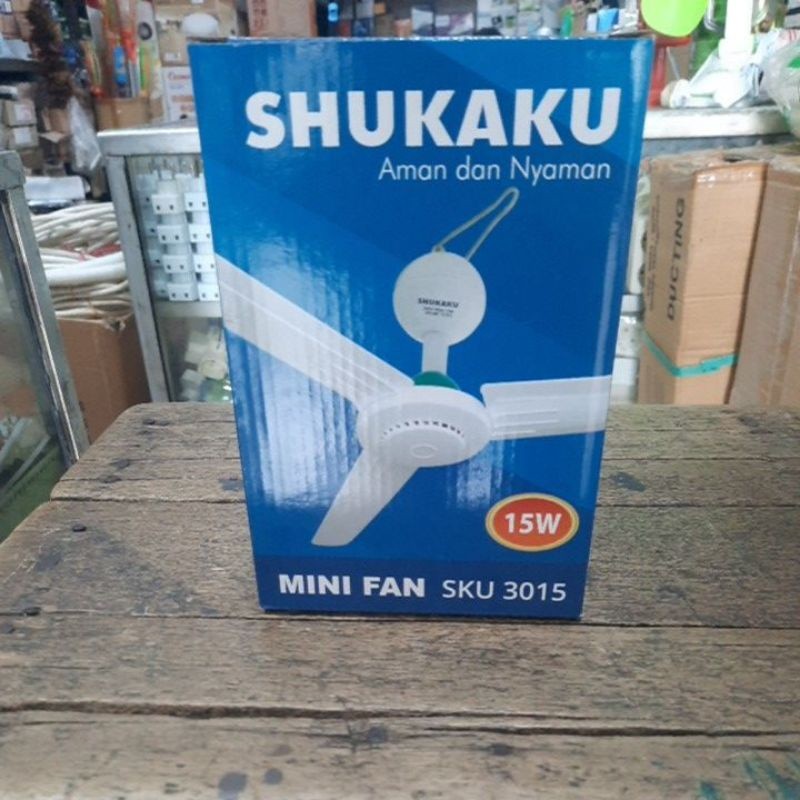 SHUKAKU
Aman dan Nyaman
SHUKAKU
15W
MINI FAN SKU 3015
DUCTING